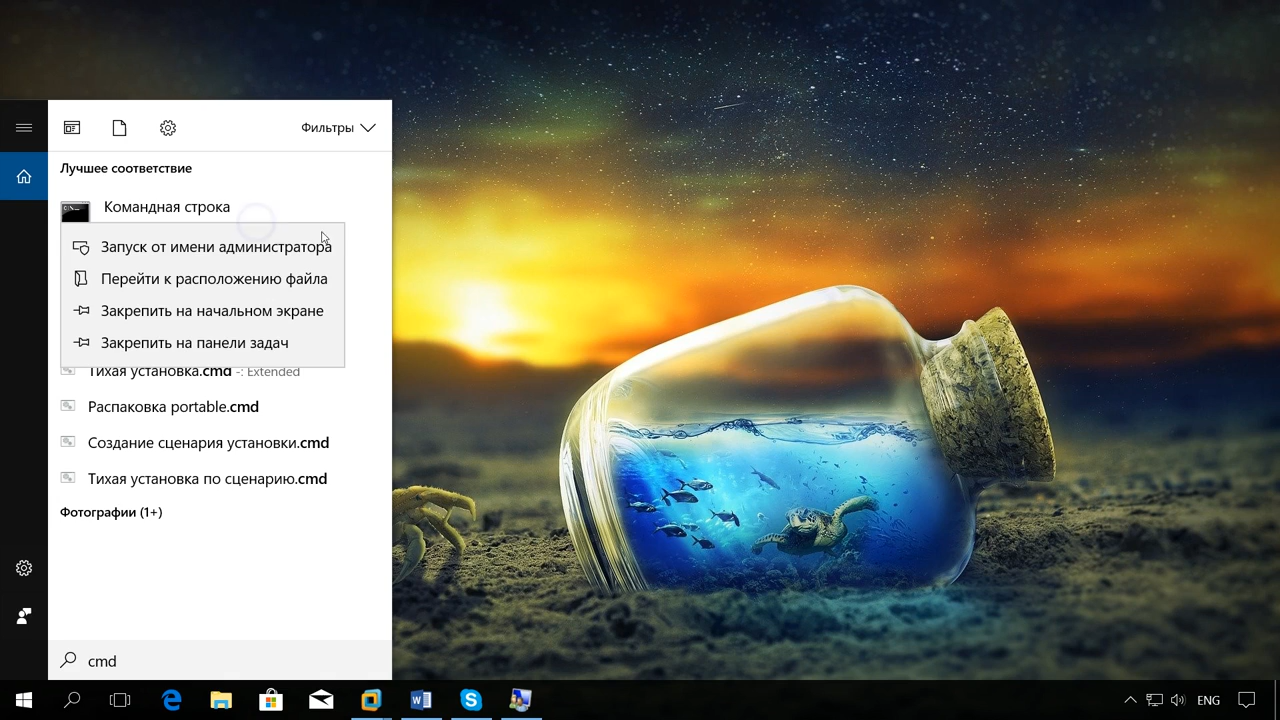 Фильтры
Лучшее соответствие
Командная строка
Запуск от имени администратора
Перейти к расположению файла
Закрепить на начальном экране
Закрепить на панели задач
Тихая установка.cmd -: Extended
Распаковка portable.cmd
Создание сценария установки.cmd
Тихая установка по сценарию.cmd
Фотографии (1+)
cmd
ENG